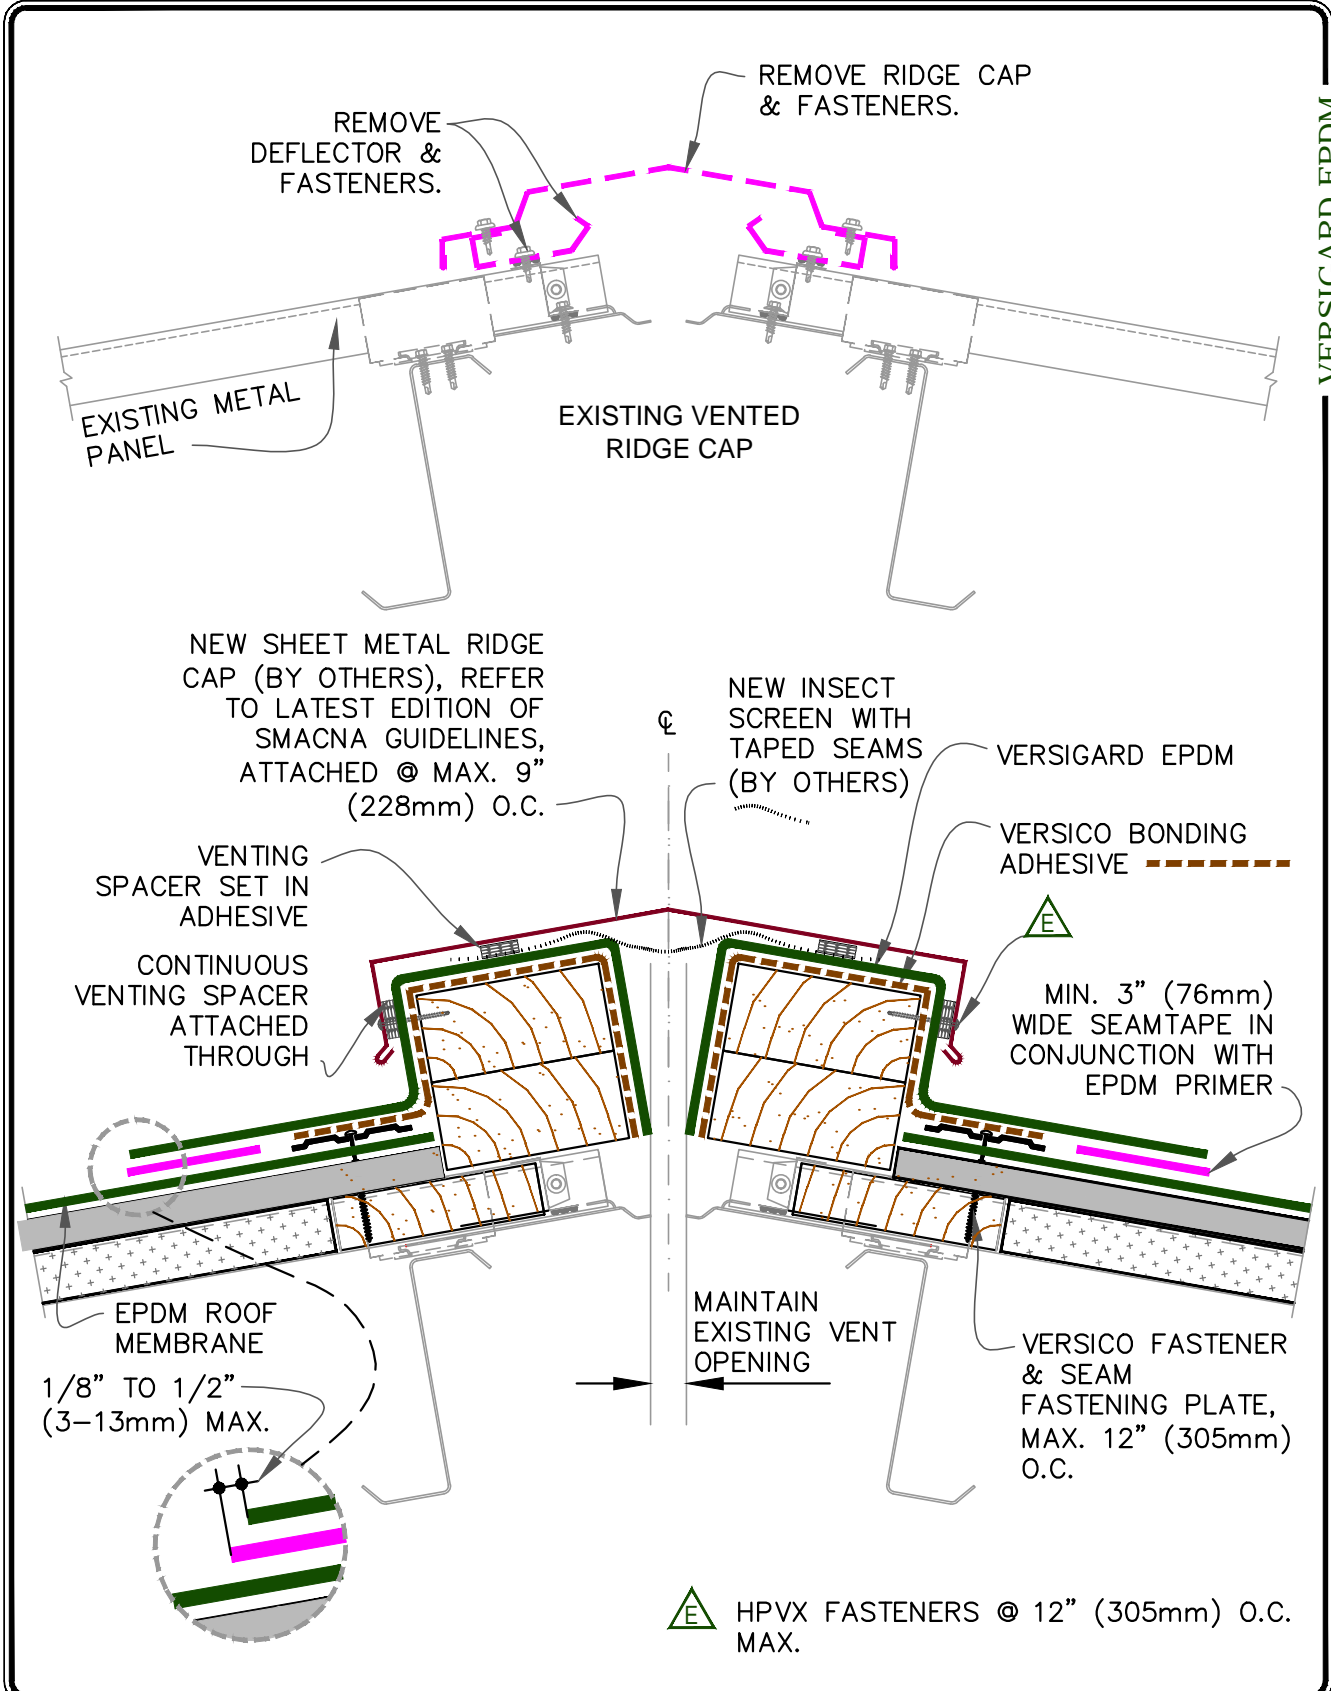 REMOVE RIDGE CAP
& FASTENERS.
REMOVE
DEFLECTOR &
FASTENERS.
VERSIGARD EPDM
EXISTING METAL
PANEL
EXISTING VENTED
RIDGE CAP
NEW SHEET METAL RIDGE
CAP (BY OTHERS), REFER
TO LATEST EDITION OF
SMACNA GUIDELINES,
ATTACHED @ MAX. 9”
(228mm) O.C.
℄
NEW INSECT
SCREEN WITH
TAPED SEAMS
(BY OTHERS)
VERSIGARD EPDM
VERSICO BONDING
ADHESIVE
VENTING
SPACER SET IN
ADHESIVE
E
CONTINUOUS
VENTING SPACER
ATTACHED
THROUGH
MIN. 3” (76mm)
WIDE SEAMTAPE IN
CONJUNCTION WITH
EPDM PRIMER
EPDM ROOF
MEMBRANE
MAINTAIN
EXISTING VENT
OPENING
VERSICO FASTENER
& SEAM
FASTENING PLATE,
MAX. 12” (305mm)
O.C.
1/8” TO 1/2”
(3–13mm) MAX.
E HPVX FASTENERS @ 12” (305mm) O.C.
MAX.